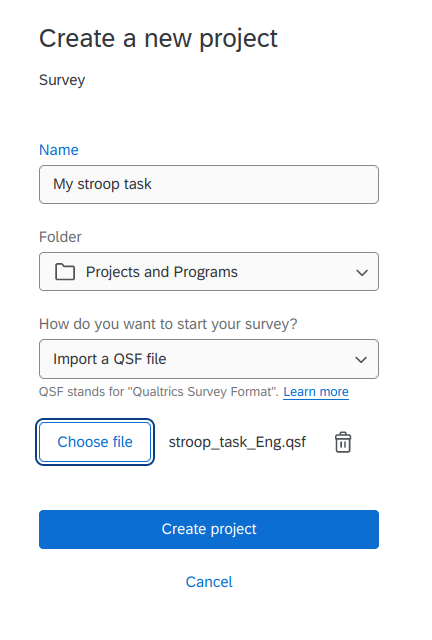 Create a new project
Survey
Name
My stroop task
Folder
Projects and Programs
How do you want to start your survey?
Import a QSF file
QSF stands for "Qualtrics Survey Format". Learn more
Choose file stroop_task_Eng.qsf
Create project
Cancel